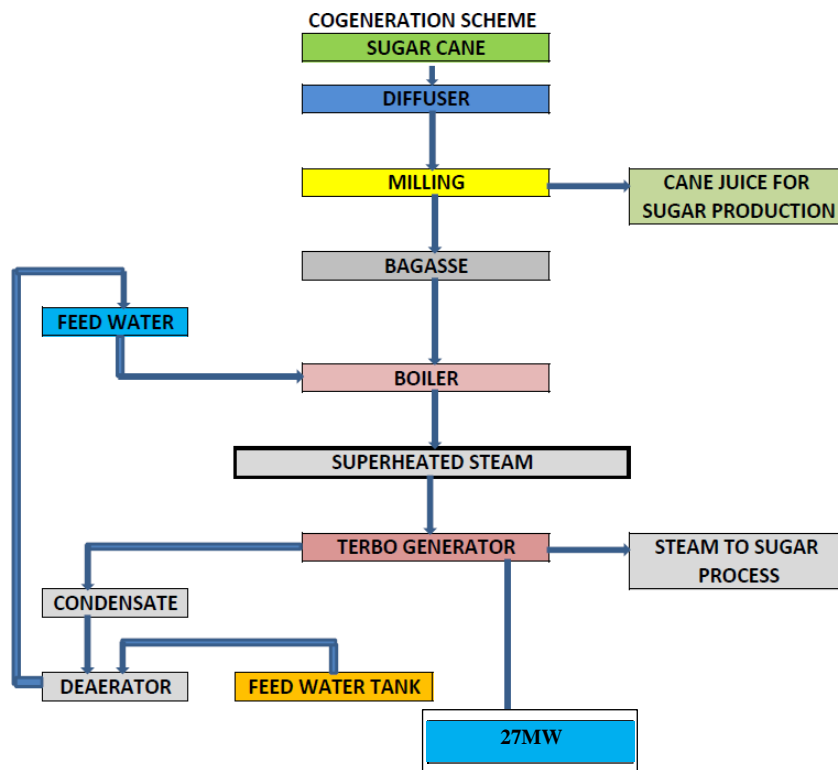 COGENERATION SCHEME
SUGAR CANE
DIFFUSER
MILLING
CANE JUICE FOR
SUGAR PRODUCTION
BAGASSE
FEED WATER
BOILER
SUPERHEATED STEAM
TERBO GENERATOR
STEAM TO SUGAR
PROCESS
CONDENSATE
DEAERATOR
FEED WATER TANK
27MW